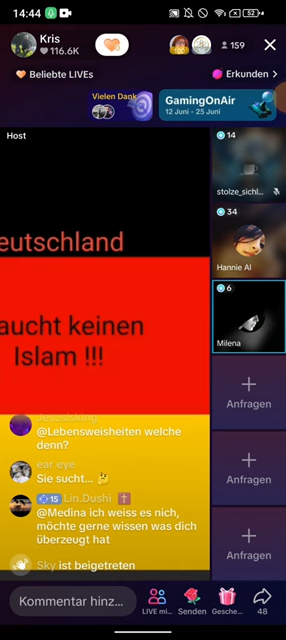 14:44
52
Kris
116.6K
159
Beliebte LIVEs
Erkunden
Vielen Dank
GamingOnAir
12 Juni - 25 Juni
Host
14
stolze_sichl...
34
Hannie Al
6
Milena
eutschland
aucht keinen
Islam !!!
Anfragen
Anfragen
Anfragen
@Lebensweisheiten welche
denn?
ear eye
Sie sucht... 🤔
15 Lin.Dushi ✝️
@Medina ich weiss es nich,
möchte gerne wissen was dich
überzeugt hat
Sky ist beigetreten
Kommentar hinz...
LIVE mi...
Senden
Gesche...
48